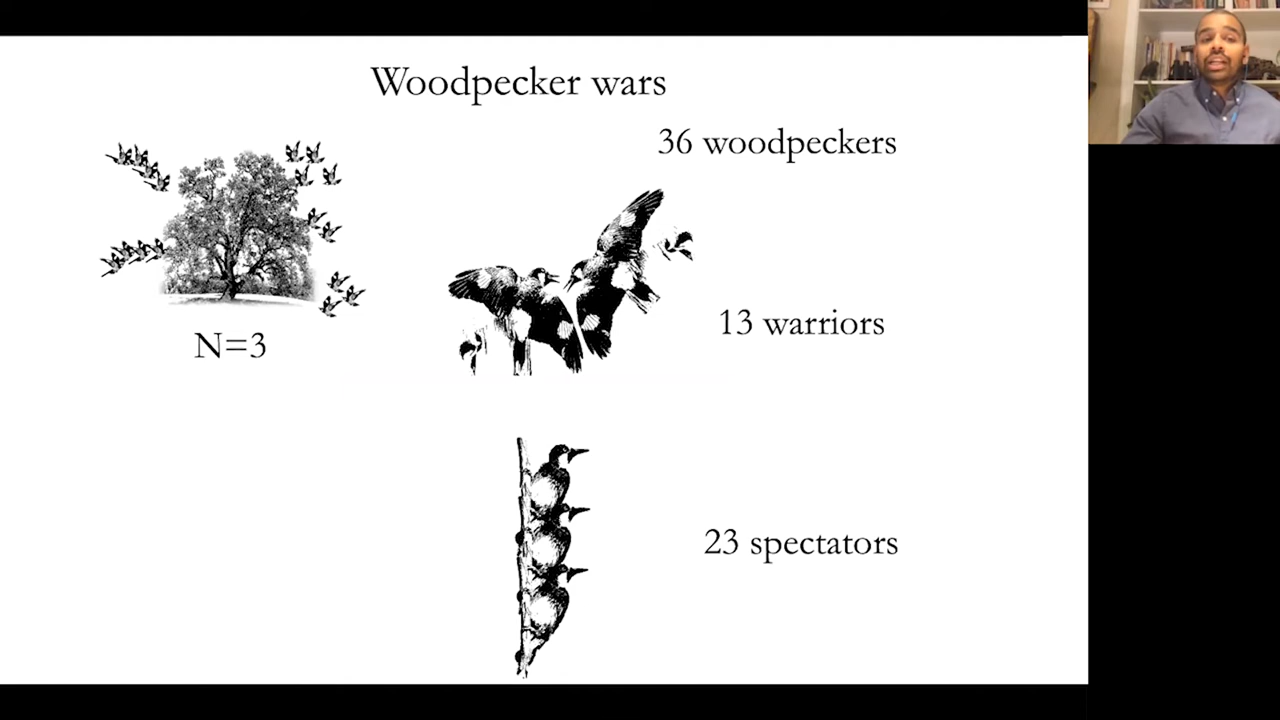 Woodpecker wars
36 woodpeckers
N=3
13 warriors
23 spectators